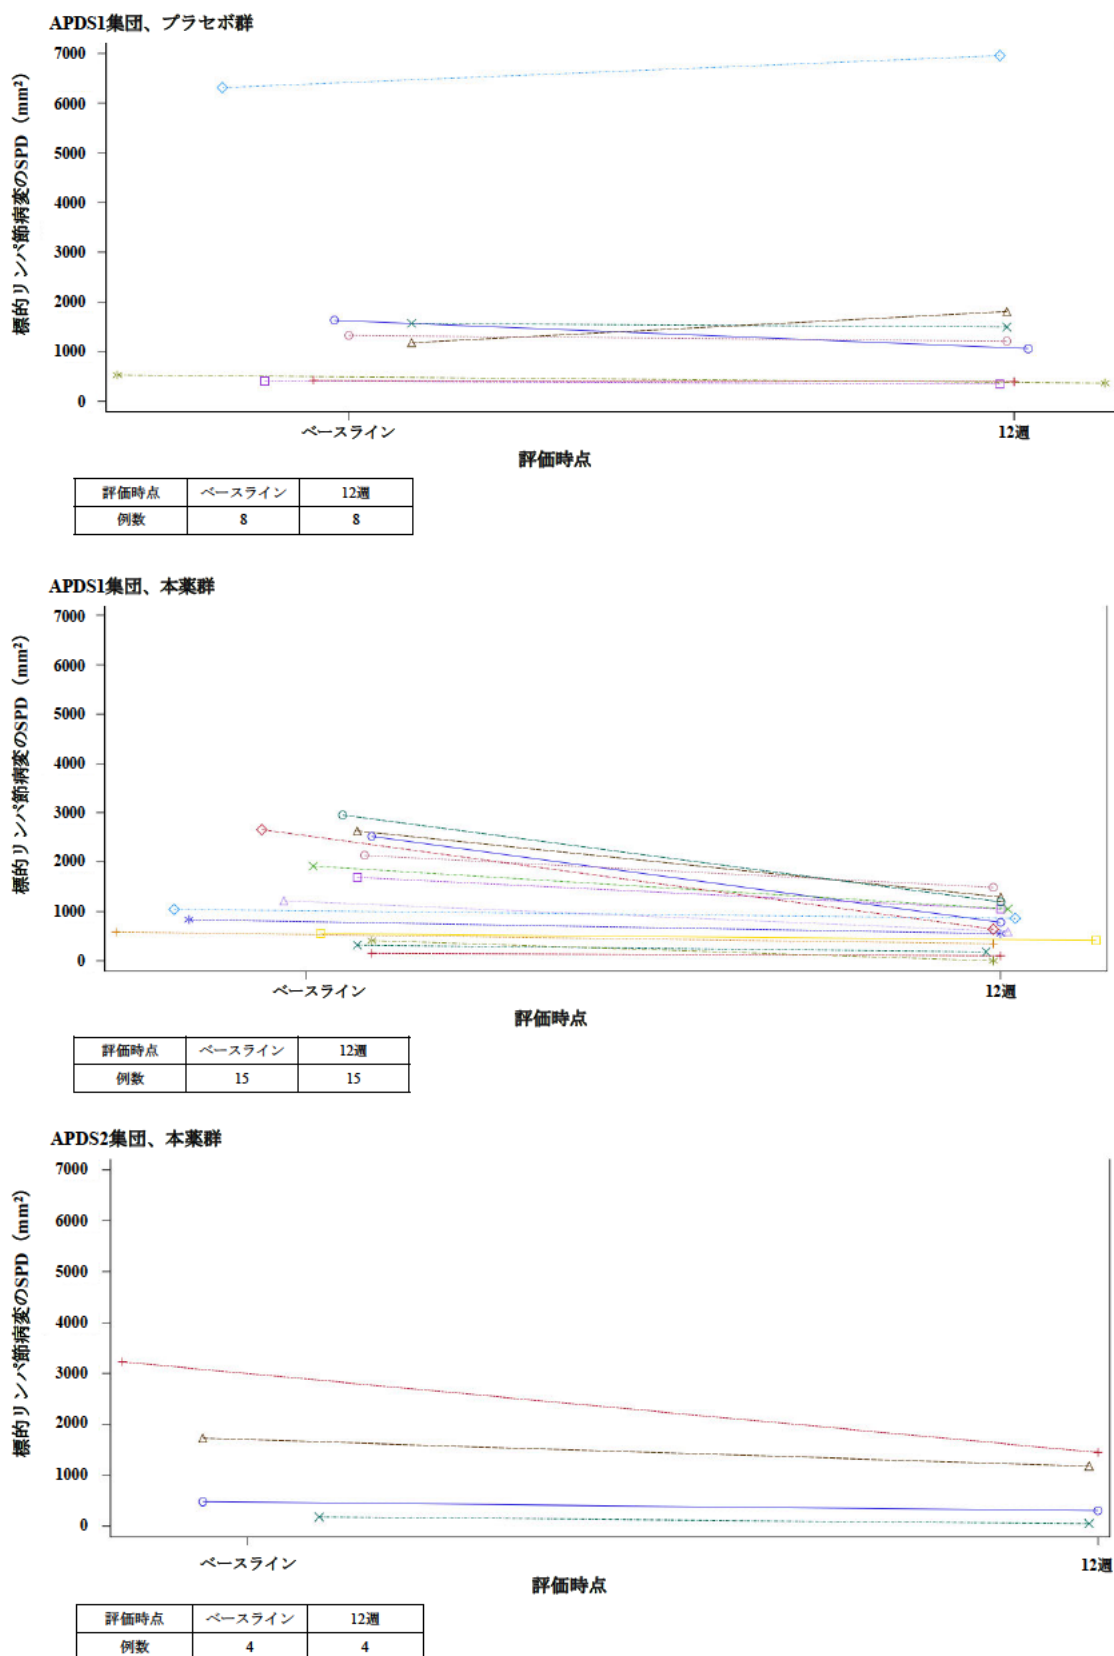 APDS1集団、プラセボ群
標的リンパ節病変のSPD（mm²）
7000
6000
5000
4000
3000
2000
1000
0
ベースライン 12週
評価時点
評価時点 ベースライン 12週
例数 8 8
APDS1集団、本薬群
標的リンパ節病変のSPD（mm²）
7000
6000
5000
4000
3000
2000
1000
0
ベースライン 12週
評価時点
評価時点 ベースライン 12週
例数 15 15
APDS2集団、本薬群
標的リンパ節病変のSPD（mm²）
7000
6000
5000
4000
3000
2000
1000
0
ベースライン 12週
評価時点
評価時点 ベースライン 12週
例数 4 4